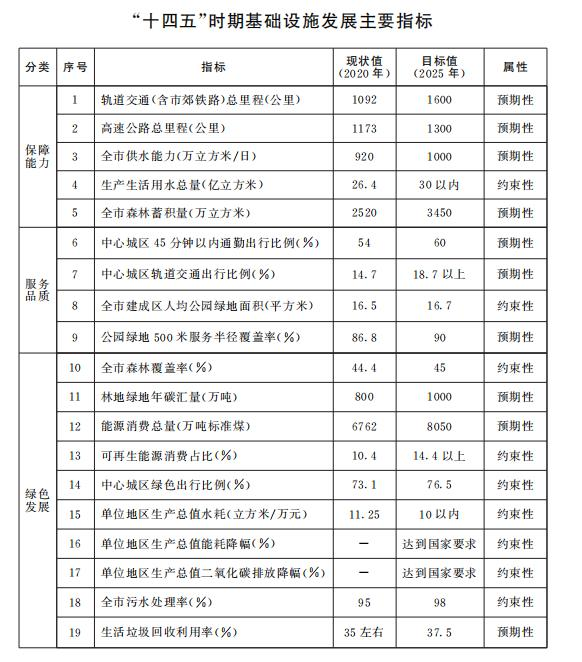 “十四五”时期基础设施发展主要指标
分类 序号 指标 现状值(2020年) 目标值(2025年) 属性
保障能力
1 轨道交通(含市郊铁路)总里程(公里) 1092 1600 预期性
2 高速公路总里程(公里) 1173 1300 预期性
3 全市供水能力(万立方米/日) 920 1000 预期性
4 生产生活用水总量(亿立方米) 26.4 30以内 约束性
5 全市森林蓄积量(万立方米) 2520 3450 预期性
服务品质
6 中心城区45分钟以内通勤出行比例(%) 54 60 预期性
7 中心城区轨道交通出行比例(%) 14.7 18.7以上 预期性
8 全市建成区人均公园绿地面积(平方米) 16.5 16.7 约束性
9 公园绿地500米服务半径覆盖率(%) 86.8 90 预期性
绿色发展
10 全市森林覆盖率(%) 44.4 45 约束性
11 林地绿地年碳汇量(万吨) 800 1000 预期性
12 能源消费总量(万吨标准煤) 6762 8050 预期性
13 可再生能源消费占比(%) 10.4 14.4以上 约束性
14 中心城区绿色出行比例(%) 73.1 76.5 约束性
15 单位地区生产总值水耗(立方米/万元) 11.25 10以内 约束性
16 单位地区生产总值能耗降幅(%) — 达到国家要求 约束性
17 单位地区生产总值二氧化碳排放降幅(%) — 达到国家要求 约束性
18 全市污水处理率(%) 95 98 约束性
19 生活垃圾回收利用率(%) 35左右 37.5 预期性